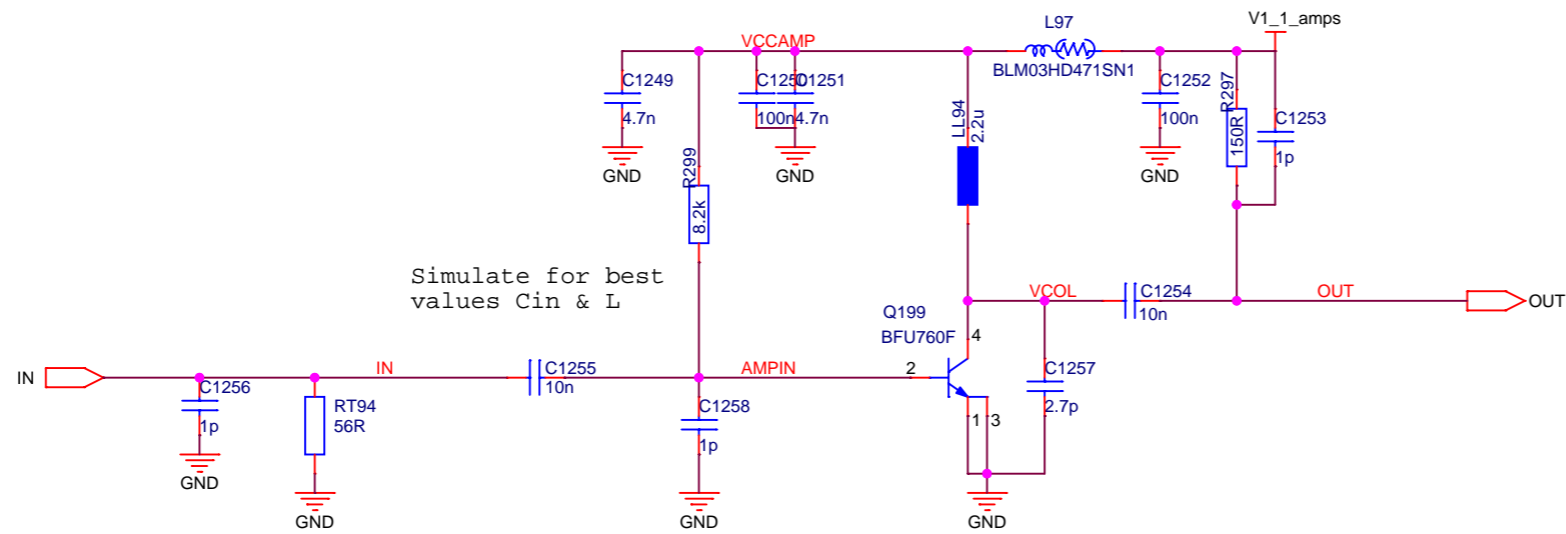 V1_1_amps
L97
VCCAMP
BLM03HD471SN1
C1249
4.7n
GND
C1250
100n
C1251
4.7n
GND
LL94
2.2u
C1252
100n
GND
R297
150R
C1253
1p
R299
8.2k
Simulate for best
values Cin & L
Q199
BFU760F
VCOL
C1254
10n
OUT
OUT
4
2
1
3
C1257
2.7p
GND
IN
IN
C1256
1p
GND
RT94
56R
GND
C1255
10n
AMPIN
C1258
1p
GND